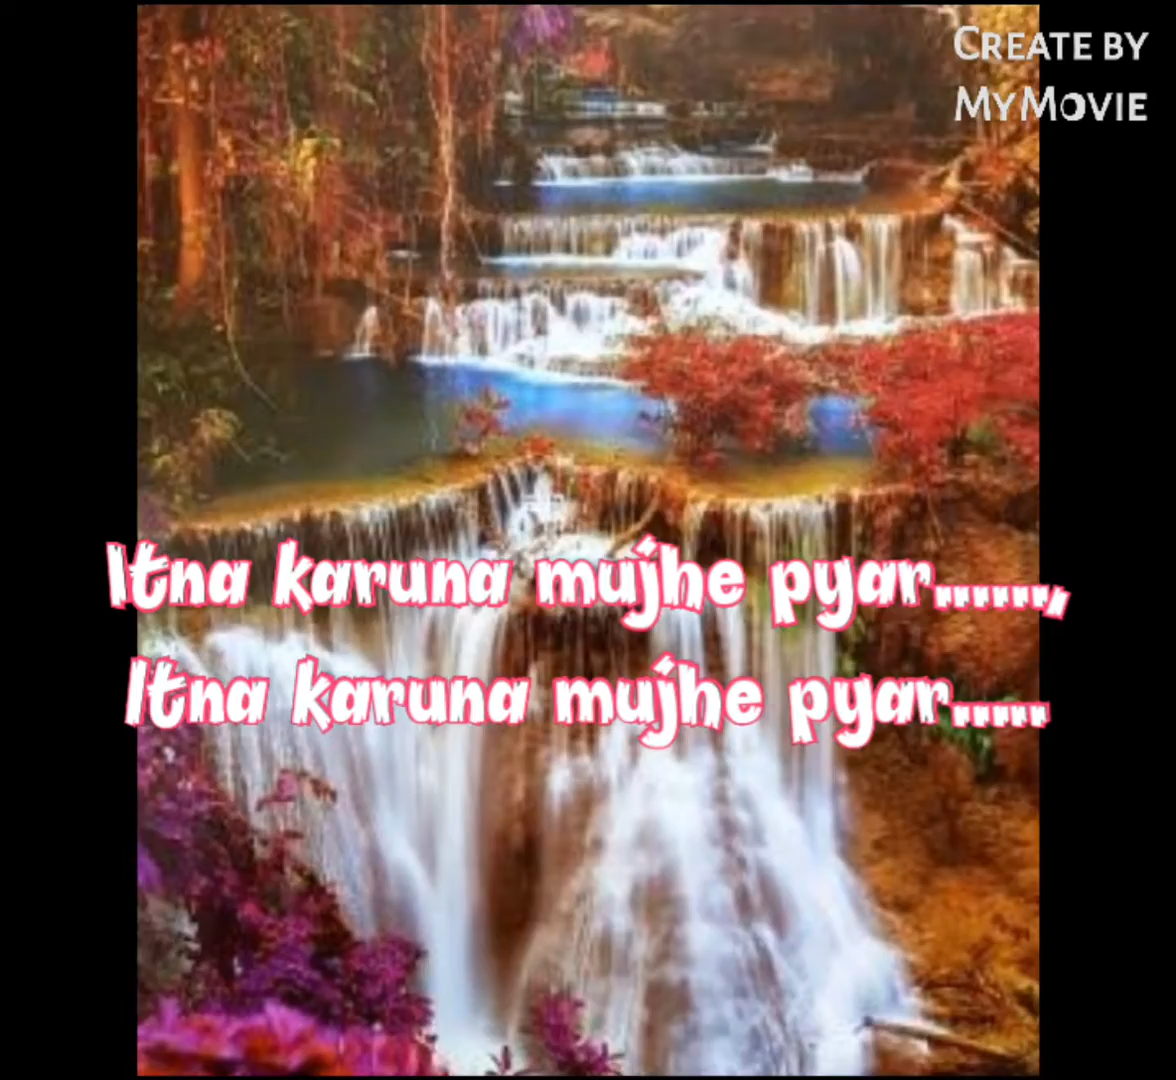 CREATE BY
MYMOVIE
Itna karuna mujhe pyar......,
Itna karuna mujhe pyar.....